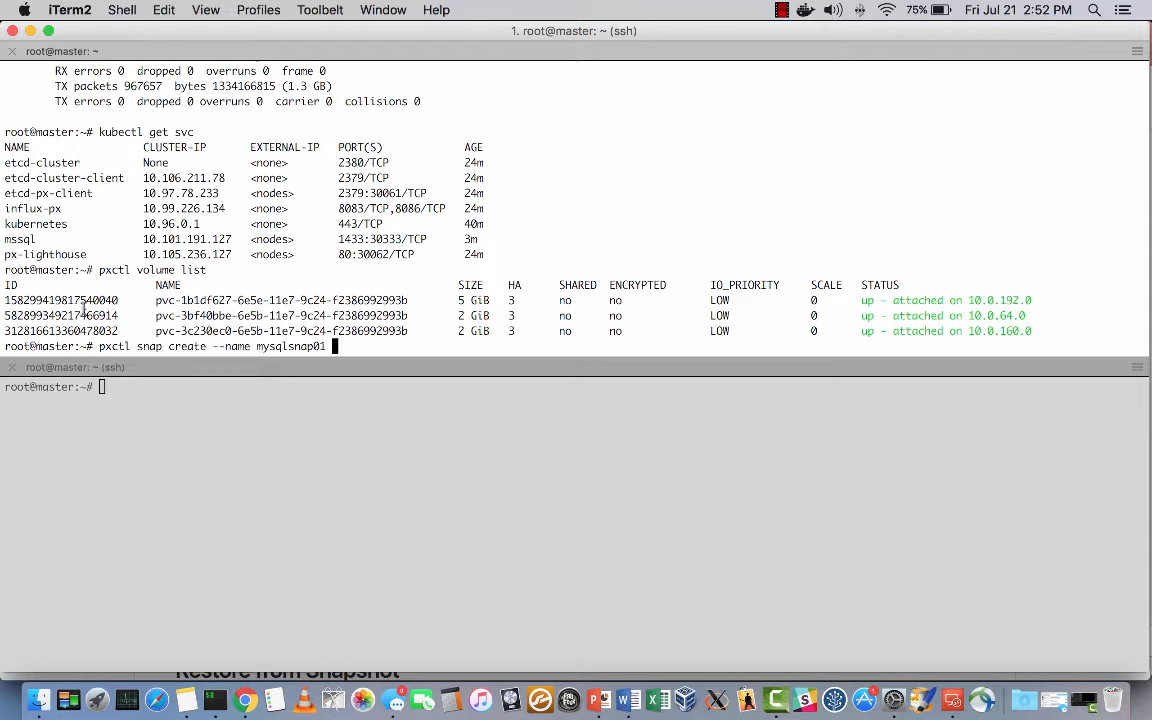 iTerm2 Shell Edit View Profiles Toolbelt Window Help 75% Fri Jul 21 2:52 PM
1. root@master: ~ (ssh)
root@master: ~
RX errors 0 dropped 0 overruns 0 frame 0
TX packets 967657 bytes 1334166815 (1.3 GB)
TX errors 0 dropped 0 overruns 0 carrier 0 collisions 0
root@master:~# kubectl get svc
NAME CLUSTER-IP EXTERNAL-IP PORT(S) AGE
etcd-cluster None <none> 2380/TCP 24m
etcd-cluster-client 10.106.211.78 <none> 2379/TCP 24m
etcd-px-client 10.97.78.233 <nodes> 2379:30061/TCP 24m
influx-px 10.99.226.134 <none> 8083/TCP,8086/TCP 24m
kubernetes 10.96.0.1 <none> 443/TCP 40m
mssql 10.101.191.127 <nodes> 1433:30333/TCP 3m
px-lighthouse 10.105.236.127 <nodes> 80:30062/TCP 24m
root@master:~# pxctl volume list
ID NAME SIZE HA SHARED ENCRYPTED IO_PRIORITY SCALE STATUS
158299419817540040 pvc-1b1df627-6e5e-11e7-9c24-f2386992993b 5 GiB 3 no no LOW 0 up - attached on 10.0.192.0
582899349217466914 pvc-3bf40bbe-6e5b-11e7-9c24-f2386992993b 2 GiB 3 no no LOW 0 up - attached on 10.0.64.0
312816613360478032 pvc-3c230ec0-6e5b-11e7-9c24-f2386992993b 2 GiB 3 no no LOW 0 up - attached on 10.0.160.0
root@master:~# pxctl snap create --name mysqlsnap01
root@master: ~ (ssh)
root@master:~#
Restore from Snapshot